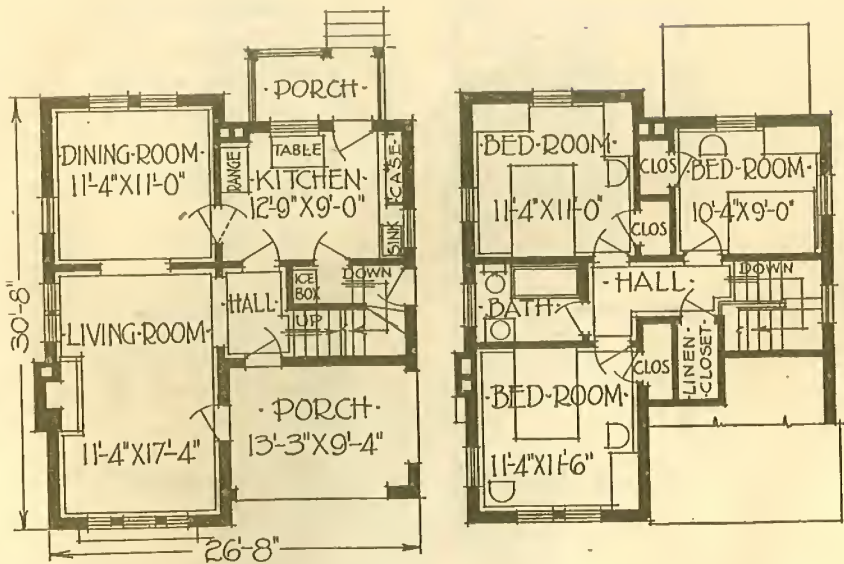 ·PORCH·
DINING·ROOM·
11'-4"X11'-0"
RANGE
TABLE
·KITCHEN·
12'-9"X9'-0"
CASE
SINK
ICE
BOX
DOWN
·HALL·
UP
·LIVING·ROOM·
11'-4"X17'-4"
·PORCH·
13'-3"X9'-4"
30'-8"
26'-8"
·BED·ROOM·
11'-4"X11'-0"
CLOS
CLOS
·BED·ROOM·
10'-4"X9'-0"
·HALL·
DOWN
·BATH·
·BED·ROOM·
11'-4"X11'-6"
CLOS
·LINEN·
CLOSET·